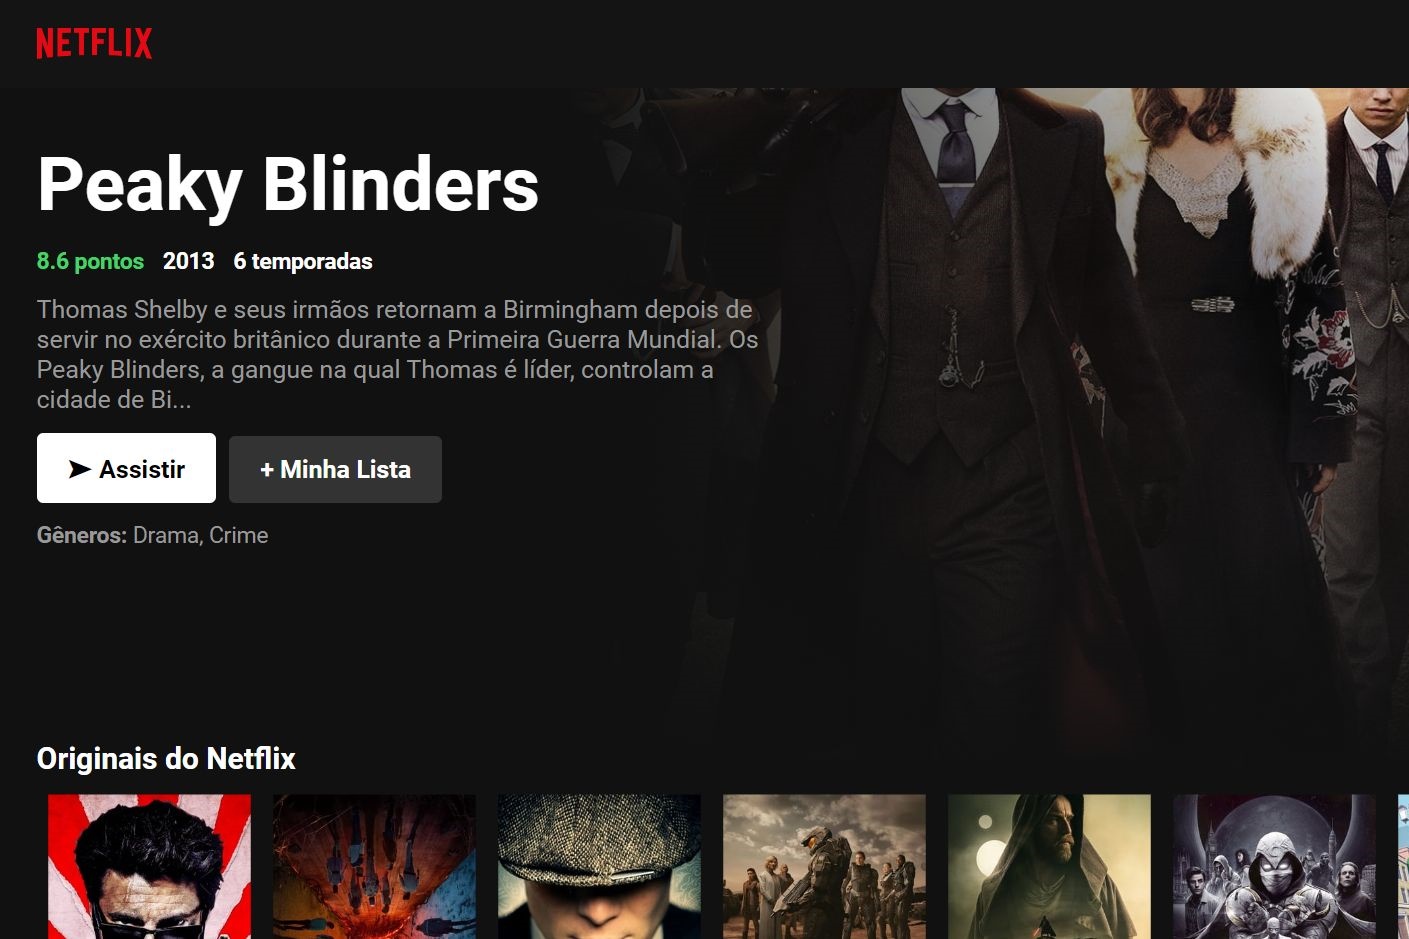 NETFLIX
Peaky Blinders
8.6 pontos 2013 6 temporadas
Thomas Shelby e seus irmãos retornam a Birmingham depois de
servir no exército britânico durante a Primeira Guerra Mundial. Os
Peaky Blinders, a gangue na qual Thomas é líder, controlam a
cidade de Bi...
➤ Assistir
+ Minha Lista
Gêneros: Drama, Crime
Originais do Netflix